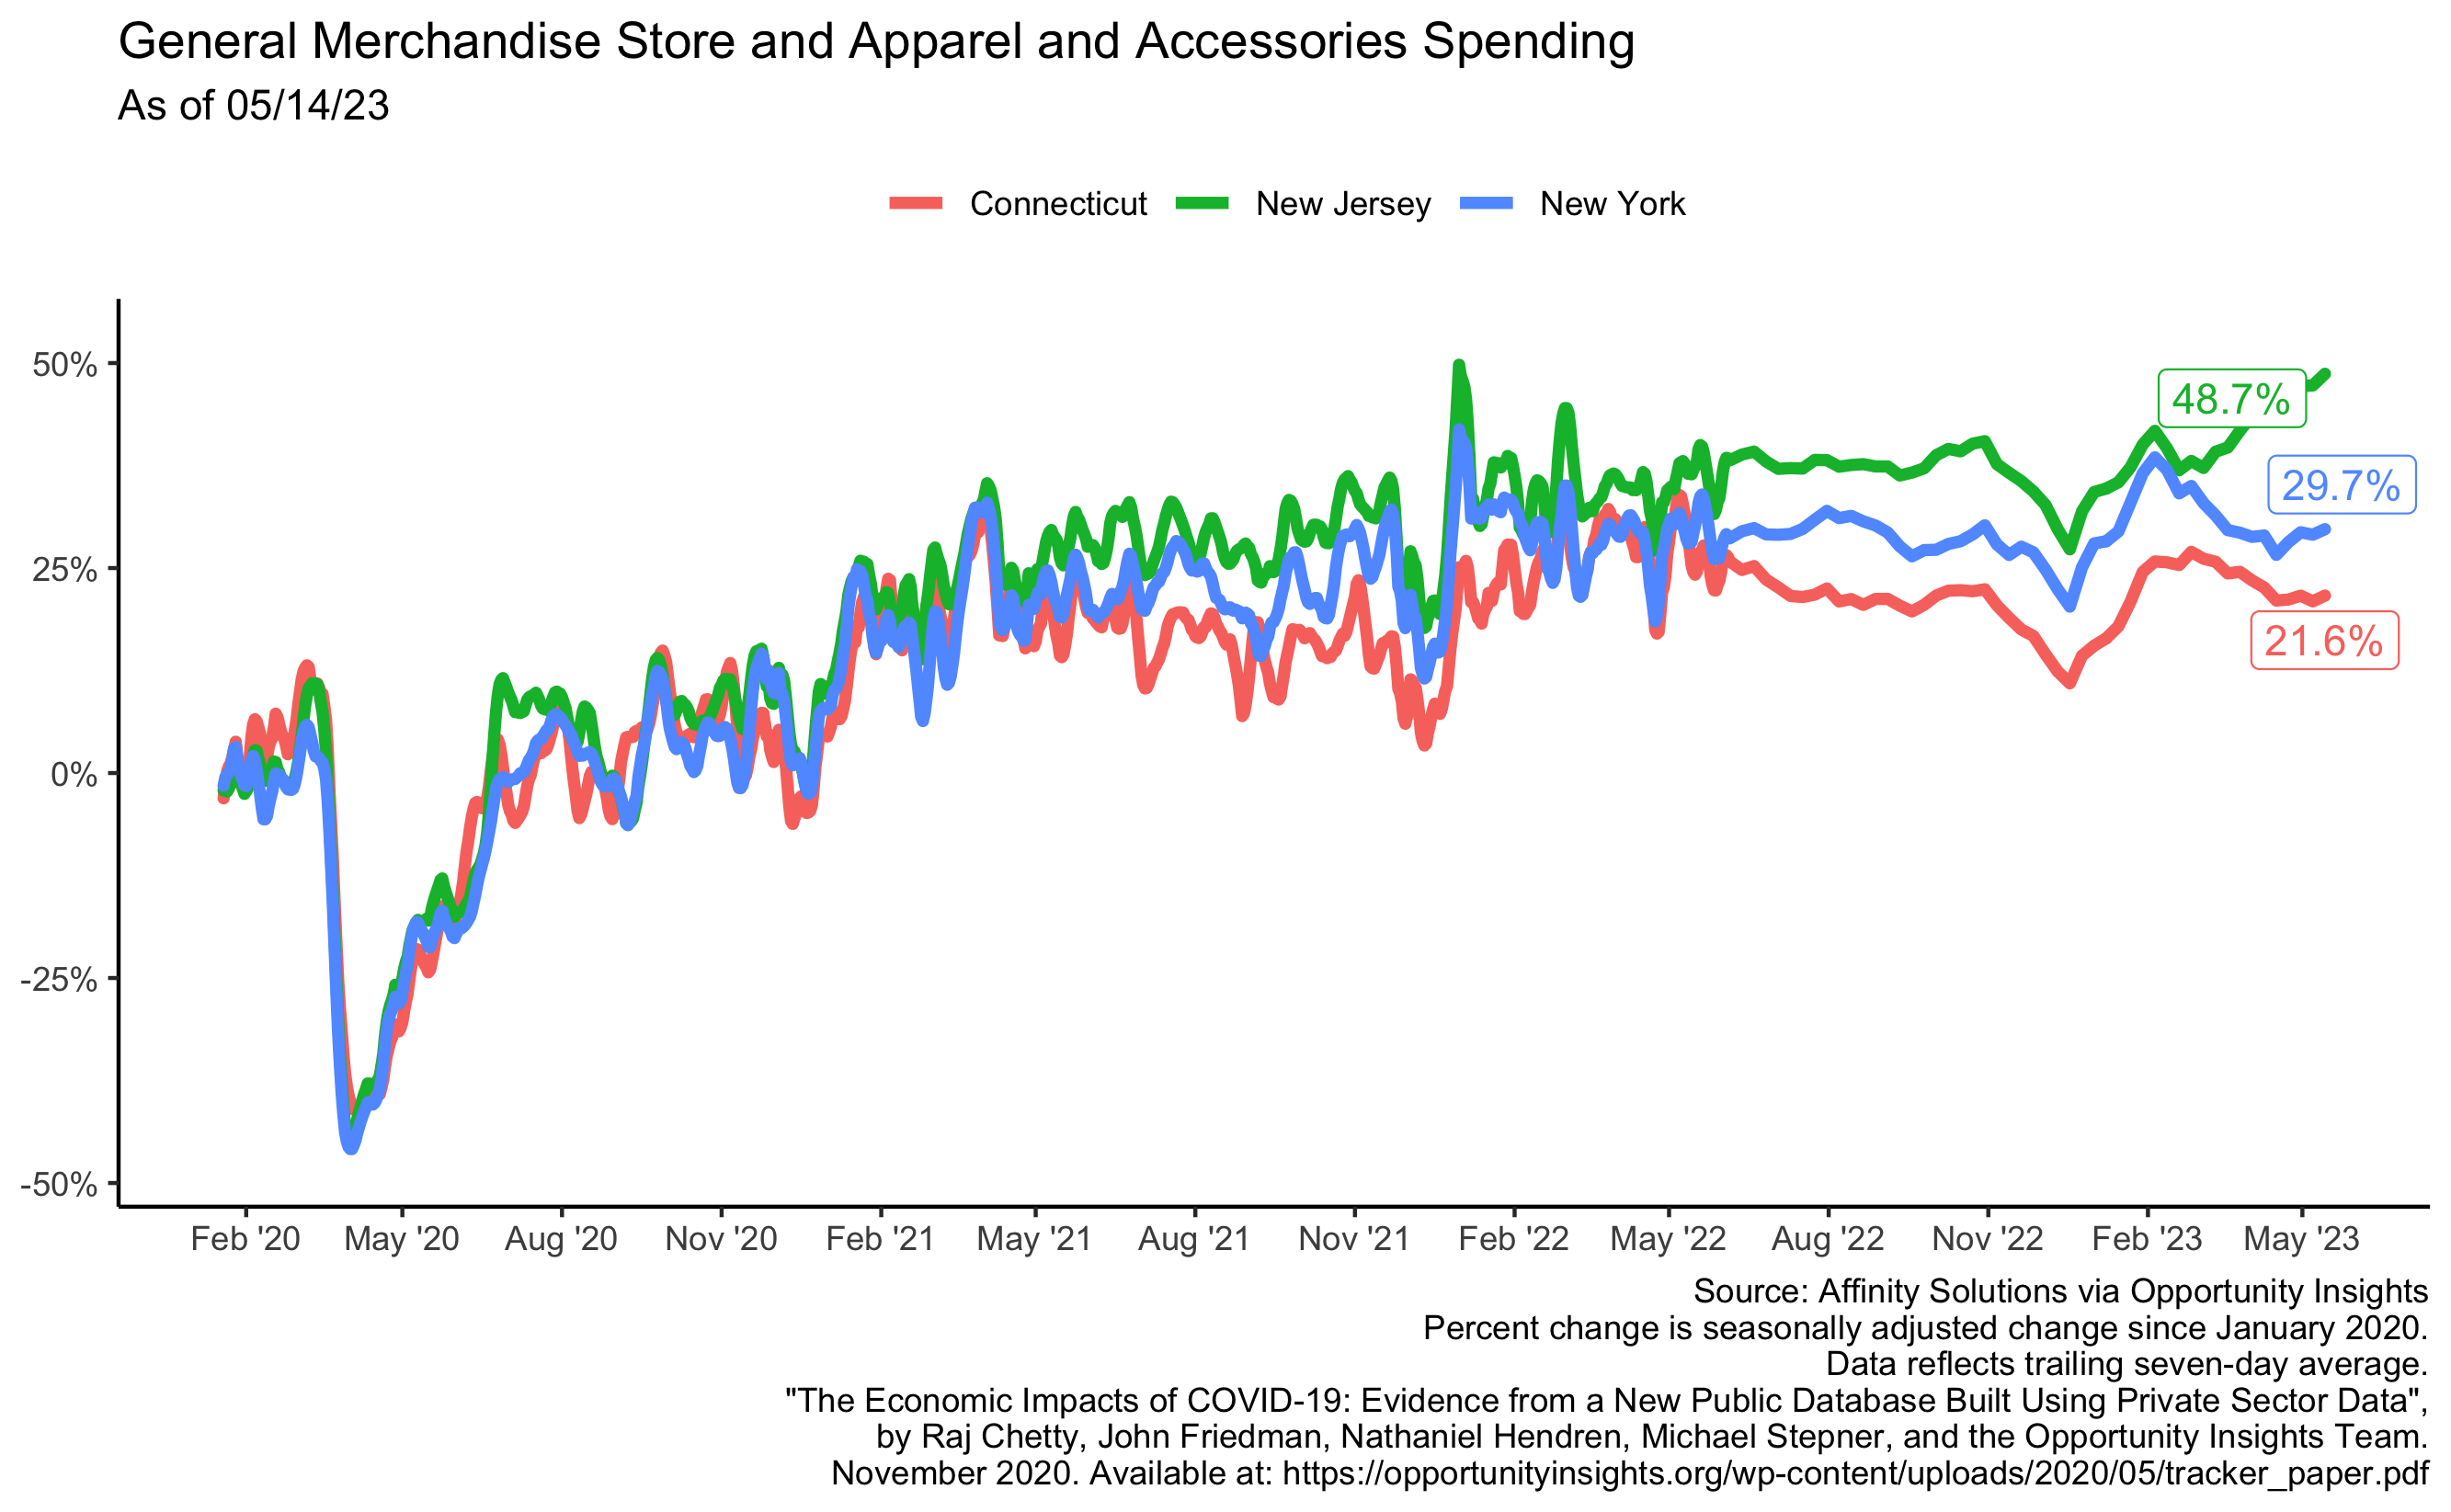 General Merchandise Store and Apparel and Accessories Spending
As of 05/14/23
Connecticut New Jersey New York
50%
25%
0%
-25%
-50%
48.7%
29.7%
21.6%
Feb '20 May '20 Aug '20 Nov '20 Feb '21 May '21 Aug '21 Nov '21 Feb '22 May '22 Aug '22 Nov '22 Feb '23 May '23
Source: Affinity Solutions via Opportunity Insights
Percent change is seasonally adjusted change since January 2020.
Data reflects trailing seven-day average.
"The Economic Impacts of COVID-19: Evidence from a New Public Database Built Using Private Sector Data",
by Raj Chetty, John Friedman, Nathaniel Hendren, Michael Stepner, and the Opportunity Insights Team.
November 2020. Available at: https://opportunityinsights.org/wp-content/uploads/2020/05/tracker_paper.pdf